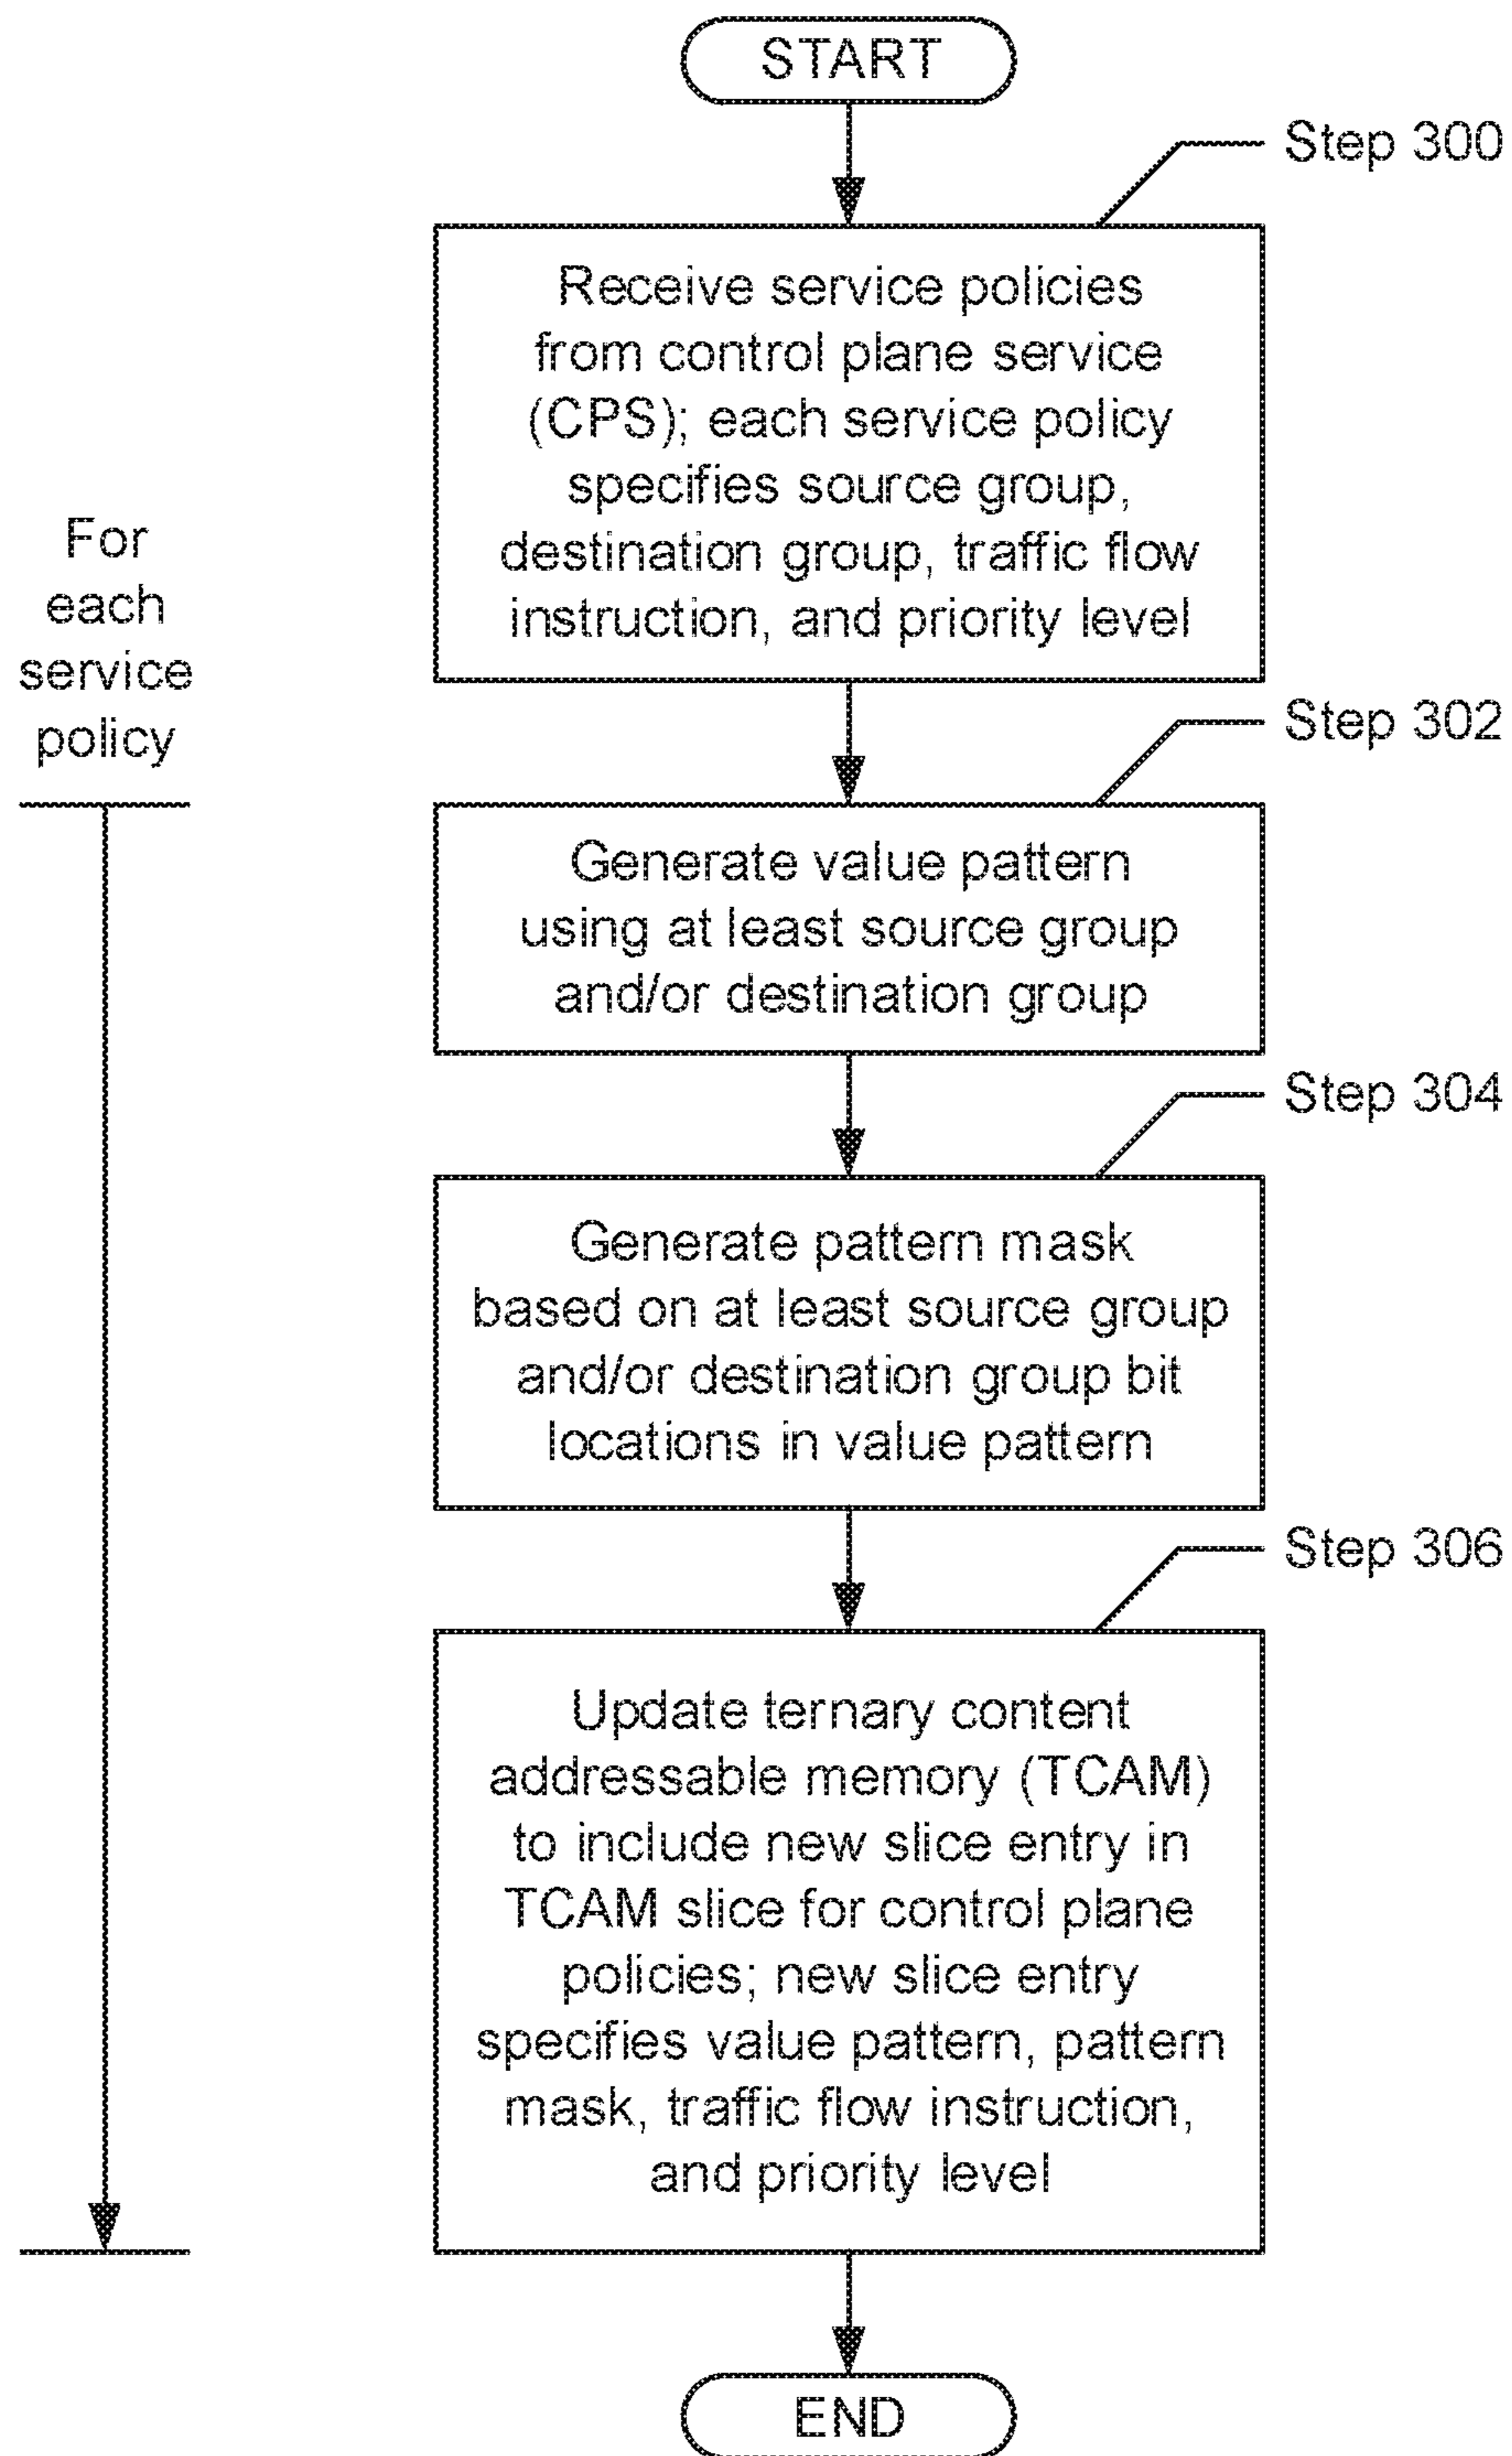 START
Step 300
Receive service policies
from control plane service
(CPS); each service policy
specifies source group,
destination group, traffic flow
instruction, and priority level
For
each
service
policy
Step 302
Generate value pattern
using at least source group
and/or destination group
Step 304
Generate pattern mask
based on at least source group
and/or destination group bit
locations in value pattern
Step 306
Update ternary content
addressable memory (TCAM)
to include new slice entry in
TCAM slice for control plane
policies; new slice entry
specifies value pattern, pattern
mask, traffic flow instruction,
and priority level
END